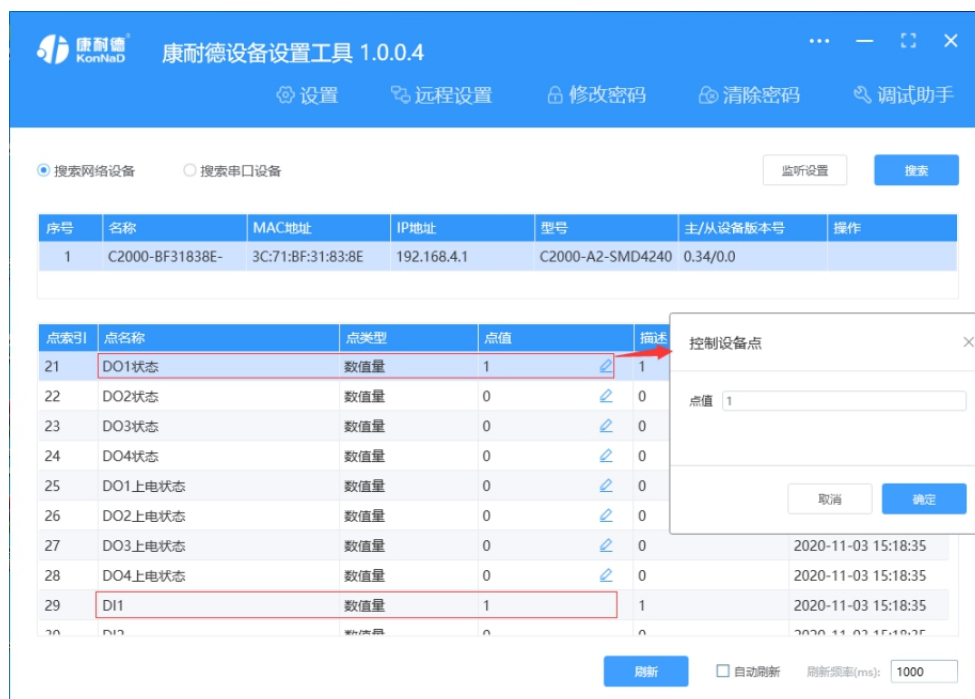 康耐德
KonNaD
康耐德设备设置工具 1.0.0.4
设置 远程设置 修改密码 清除密码 调试助手
搜索网络设备 搜索串口设备 监听设置 搜索
序号 名称 MAC地址 IP地址 型号 主/从设备版本号 操作
1 C2000-BF31838E- 3C:71:BF:31:83:8E 192.168.4.1 C2000-A2-SMD4240 0.34/0.0
点索引 点名称 点类型 点值 描述
21 DO1状态 数值量 1 1
22 DO2状态 数值量 0 0
23 DO3状态 数值量 0 0
24 DO4状态 数值量 0 0
25 DO1上电状态 数值量 0 0
26 DO2上电状态 数值量 0 0
27 DO3上电状态 数值量 0 0 2020-11-03 15:18:35
28 DO4上电状态 数值量 0 0 2020-11-03 15:18:35
29 DI1 数值量 1 1 2020-11-03 15:18:35
30 DI2 数值量 0 0 2020-11-03 15:18:35
控制设备点
点值 1
取消 确定
刷新 自动刷新 刷新频率(ms): 1000